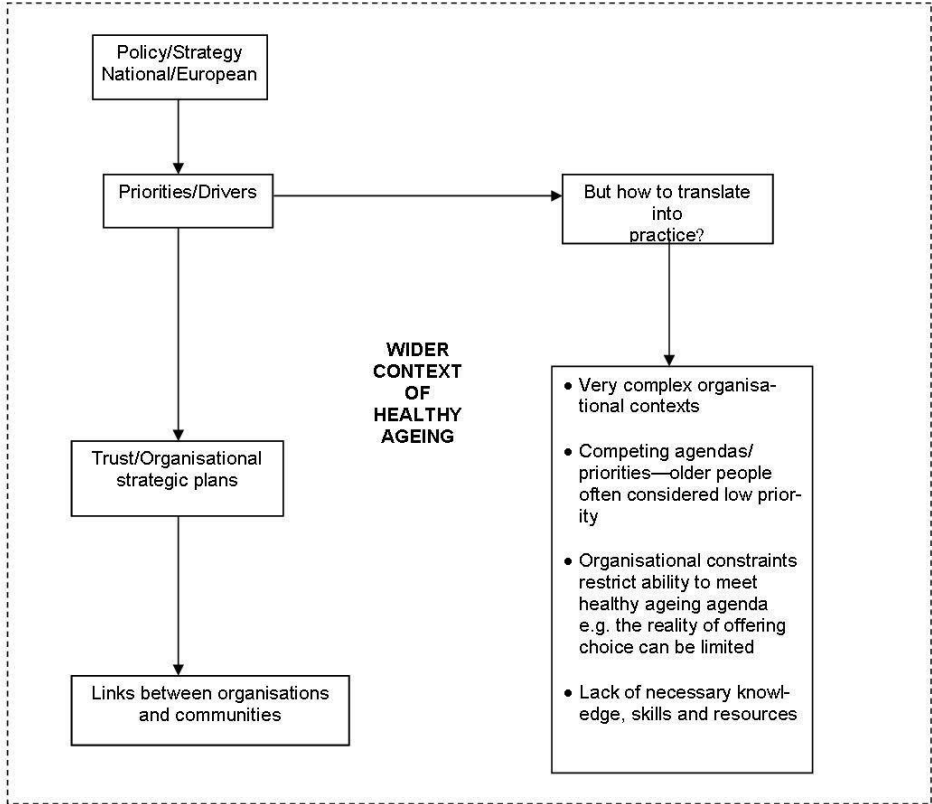 Policy/Strategy
National/European
Priorities/Drivers
But how to translate
into
practice?
WIDER
CONTEXT
OF
HEALTHY
AGEING
Trust/Organisational
strategic plans
Links between organisations
and communities
• Very complex organisa-
tional contexts
• Competing agendas/
priorities—older people
often considered low prior-
ity
• Organisational constraints
restrict ability to meet
healthy ageing agenda
e.g. the reality of offering
choice can be limited
• Lack of necessary knowl-
edge, skills and resources